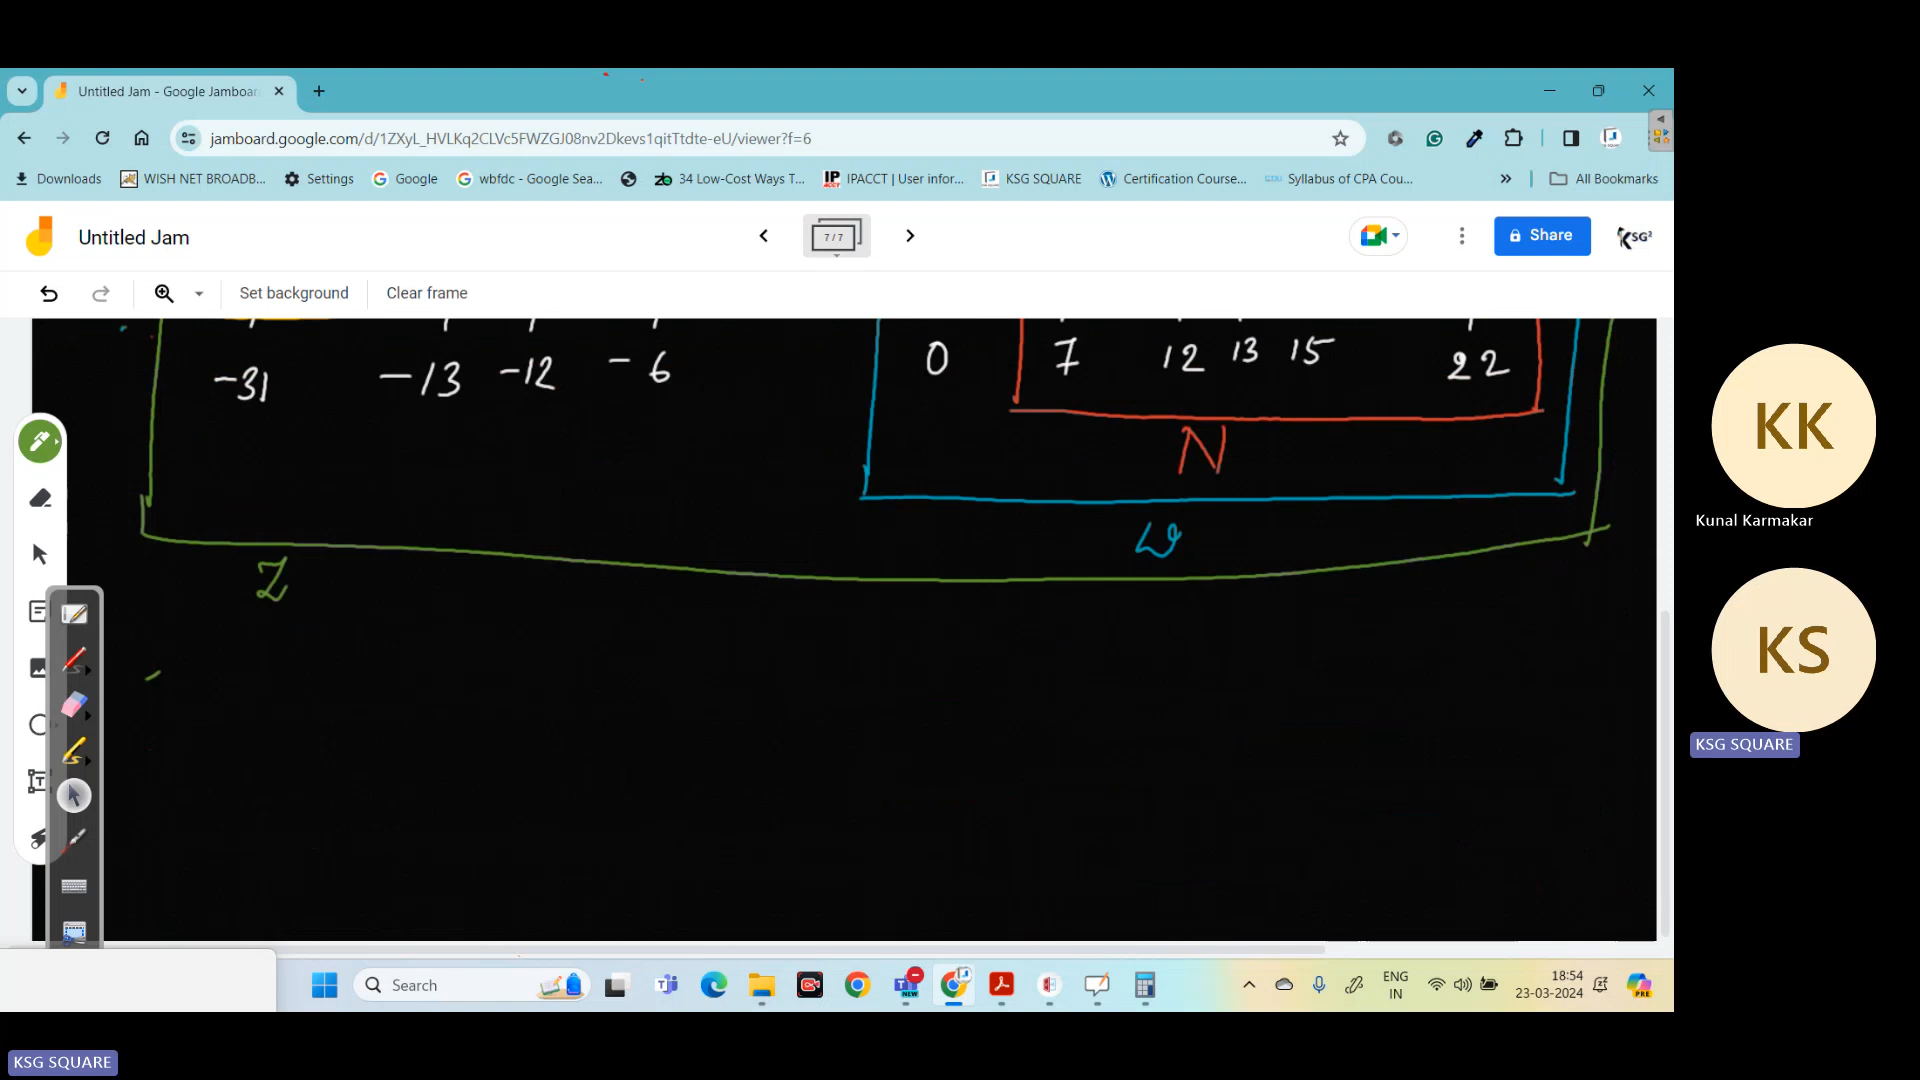 Untitled Jam - Google Jamboar
jamboard.google.com/d/1ZXyL_HVLKq2CLVc5FWZGJ08nv2Dkevs1qitTtdte-eU/viewer?f=6
Downloads WISH NET BROADB... Settings Google wbfdc - Google Sea... 34 Low-Cost Ways T... IPACCT | User infor... KSG SQUARE Certification Course... Syllabus of CPA Cou... » All Bookmarks
Untitled Jam 7 / 7 Share KSG²
Set background Clear frame
-31 -13 -12 -6 0 7 12 13 15 22
N
W
Z
KK
Kunal Karmakar
KS
KSG SQUARE
Search ENG IN 18:54 23-03-2024
KSG SQUARE